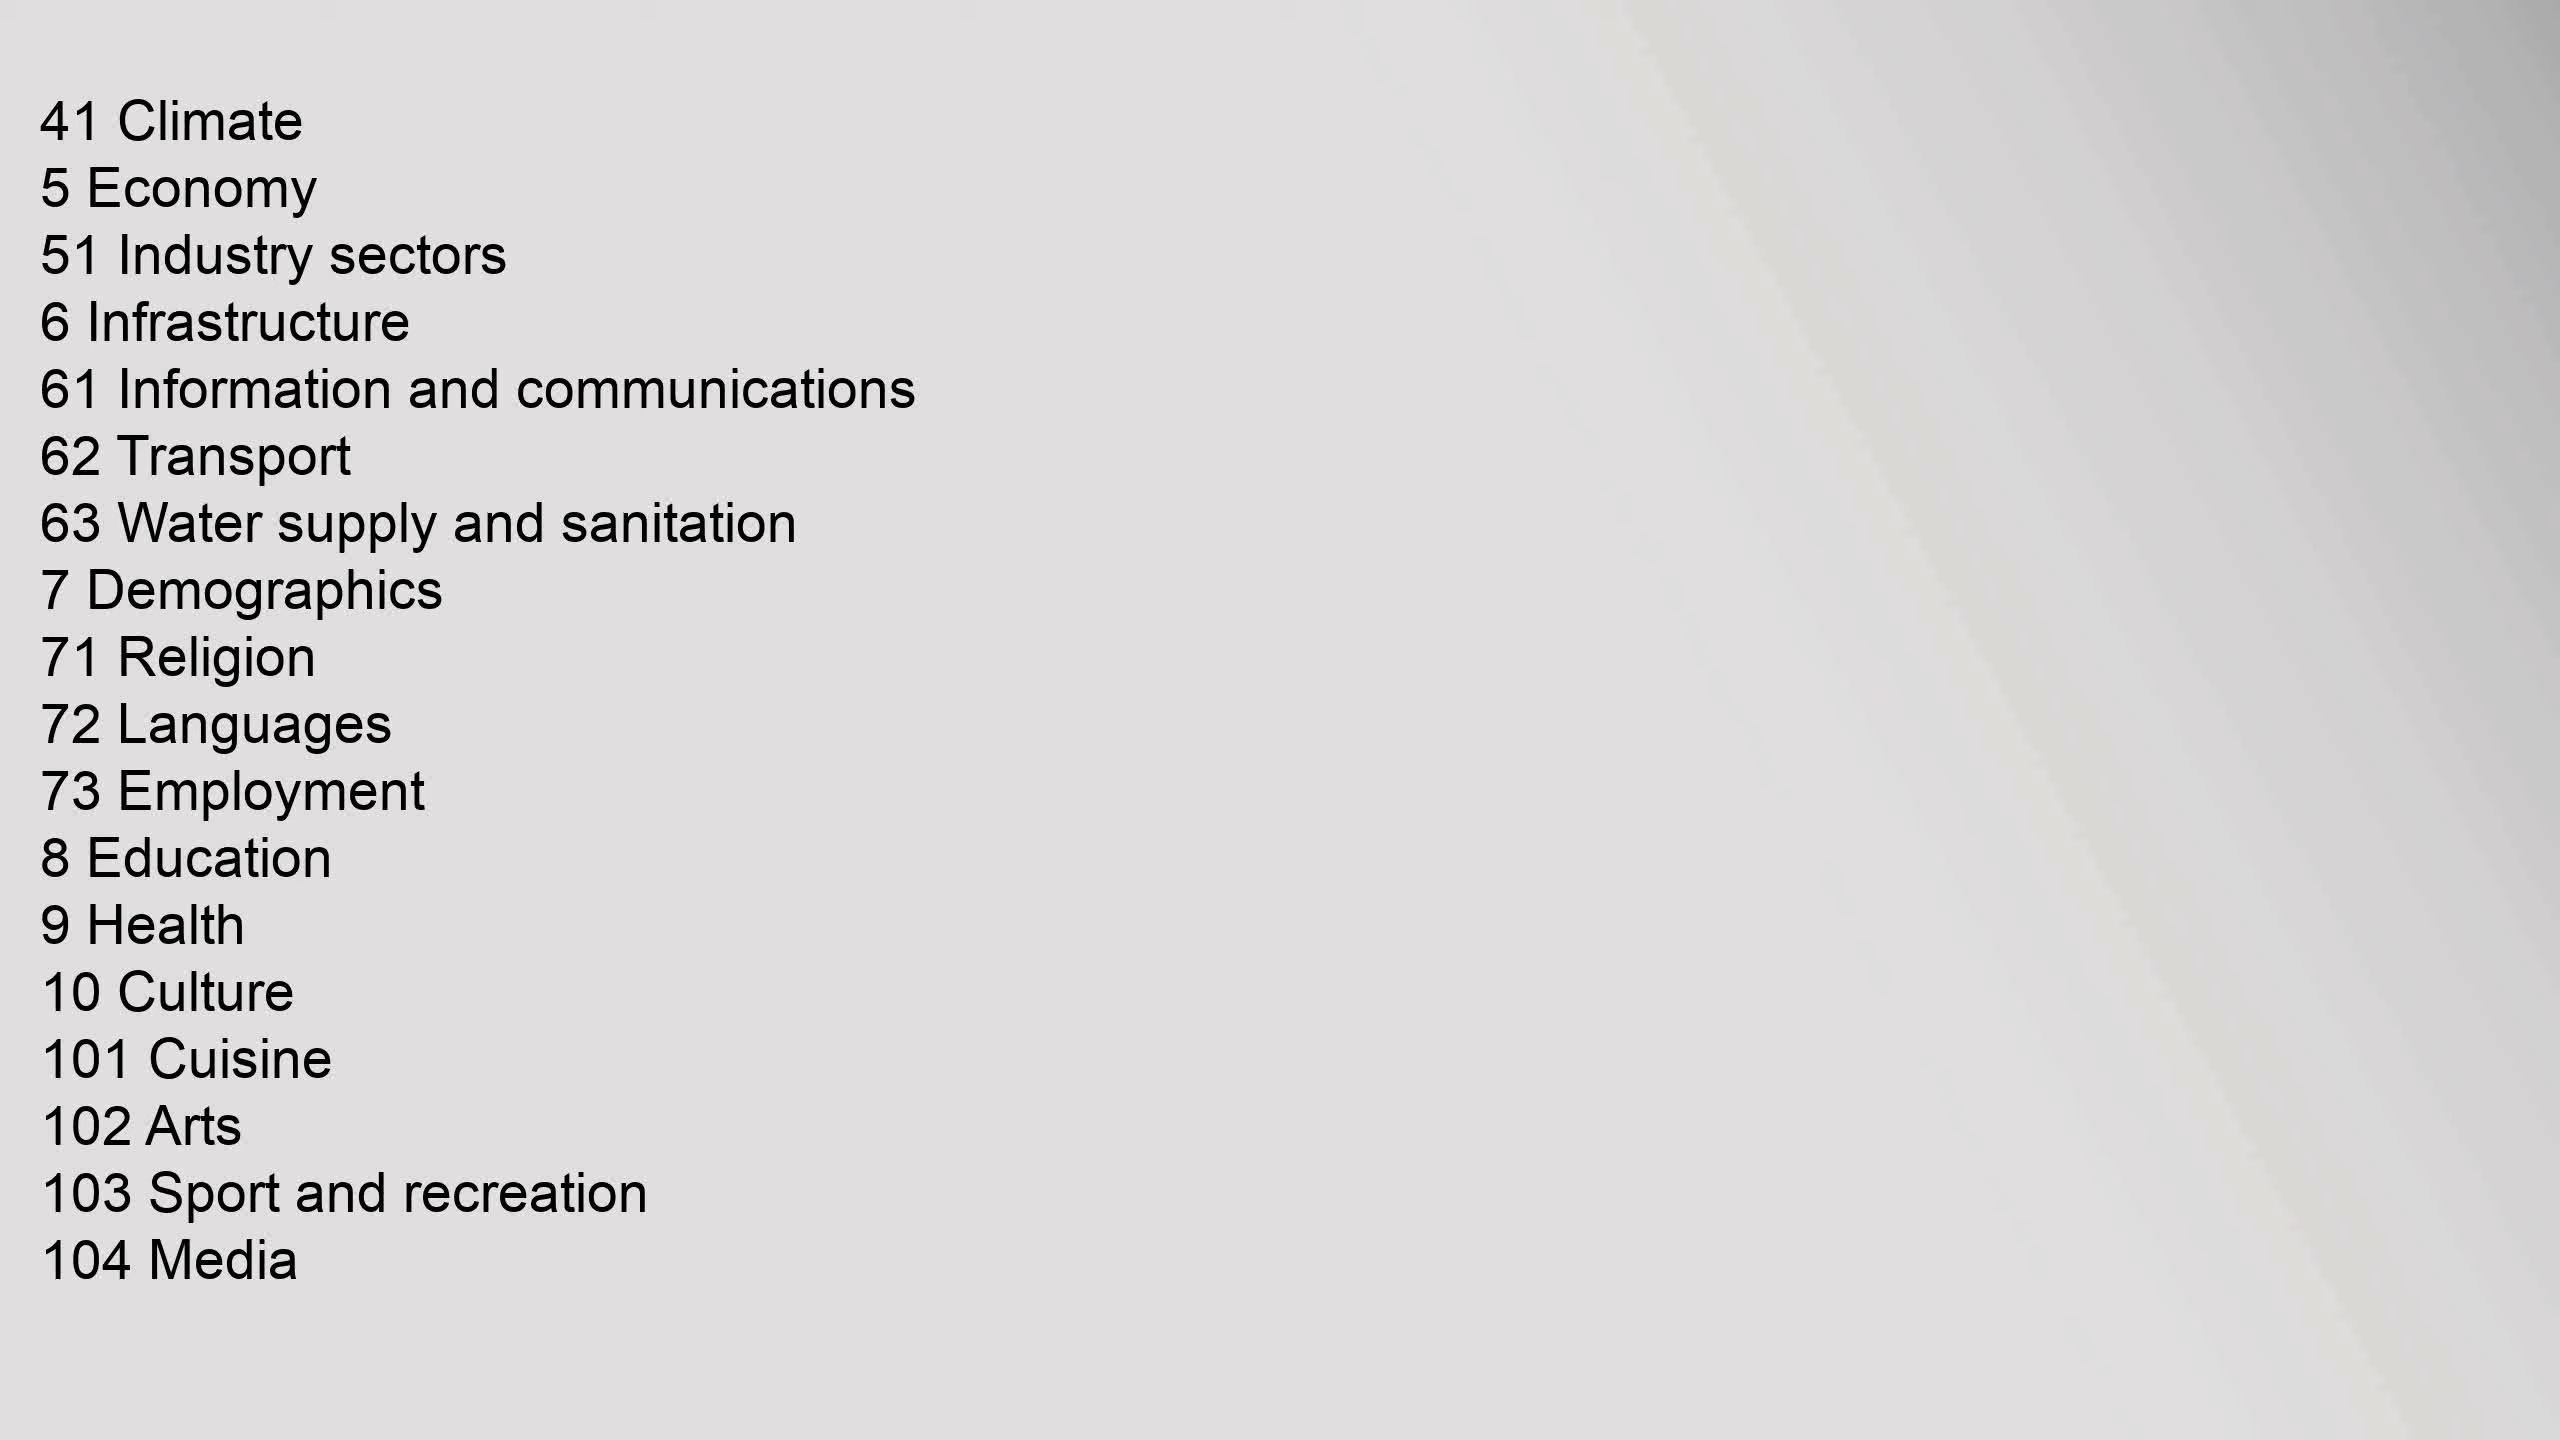 41 Climate
5 Economy
51 Industry sectors
6 Infrastructure
61 Information and communications
62 Transport
63 Water supply and sanitation
7 Demographics
71 Religion
72 Languages
73 Employment
8 Education
9 Health
10 Culture
101 Cuisine
102 Arts
103 Sport and recreation
104 Media